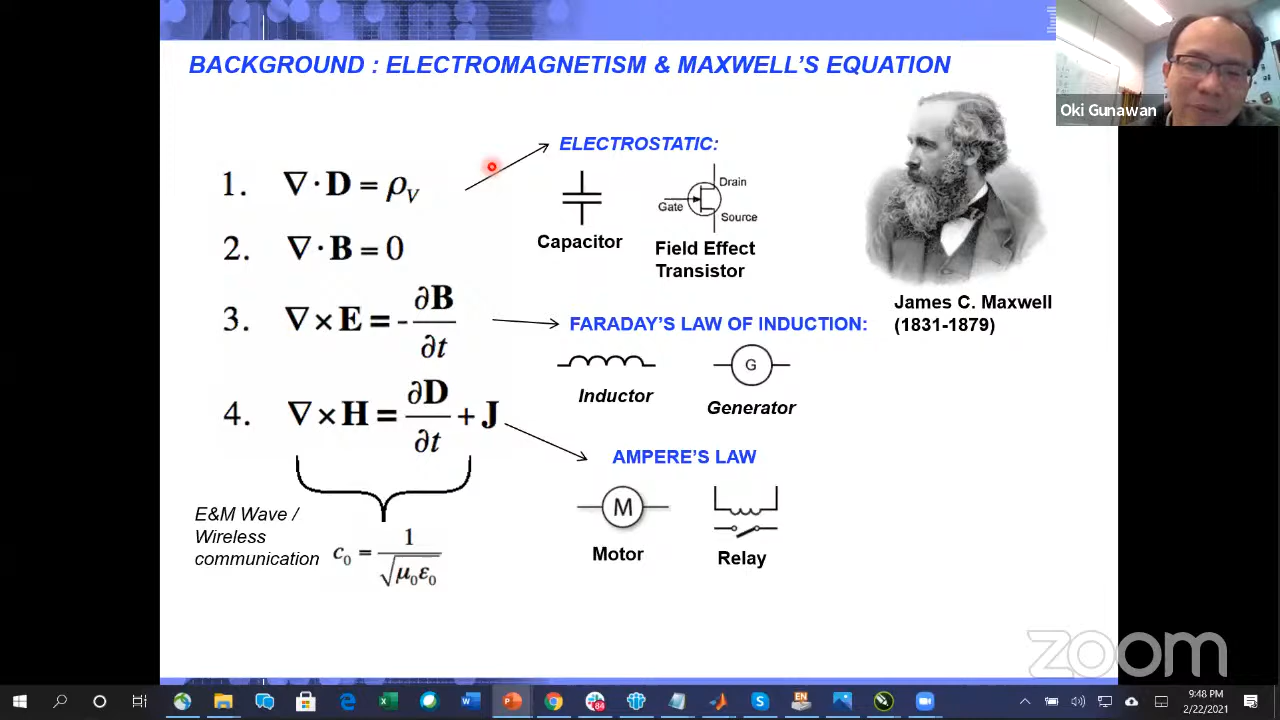 BACKGROUND : ELECTROMAGNETISM & MAXWELL'S EQUATION
Oki Gunawan
1. ∇ · D = ρV
2. ∇ · B = 0
3. ∇ × E = - ∂B/∂t
4. ∇ × H = ∂D/∂t + J
E&M Wave /
Wireless
communication
c0 = 1/√μ0ε0
ELECTROSTATIC:
Capacitor
Drain
Gate
Source
Field Effect
Transistor
FARADAY'S LAW OF INDUCTION:
Inductor
G
Generator
AMPERE'S LAW
M
Motor
Relay
James C. Maxwell
(1831-1879)
zoom
84
EN
9:48 PM
2/22/2021